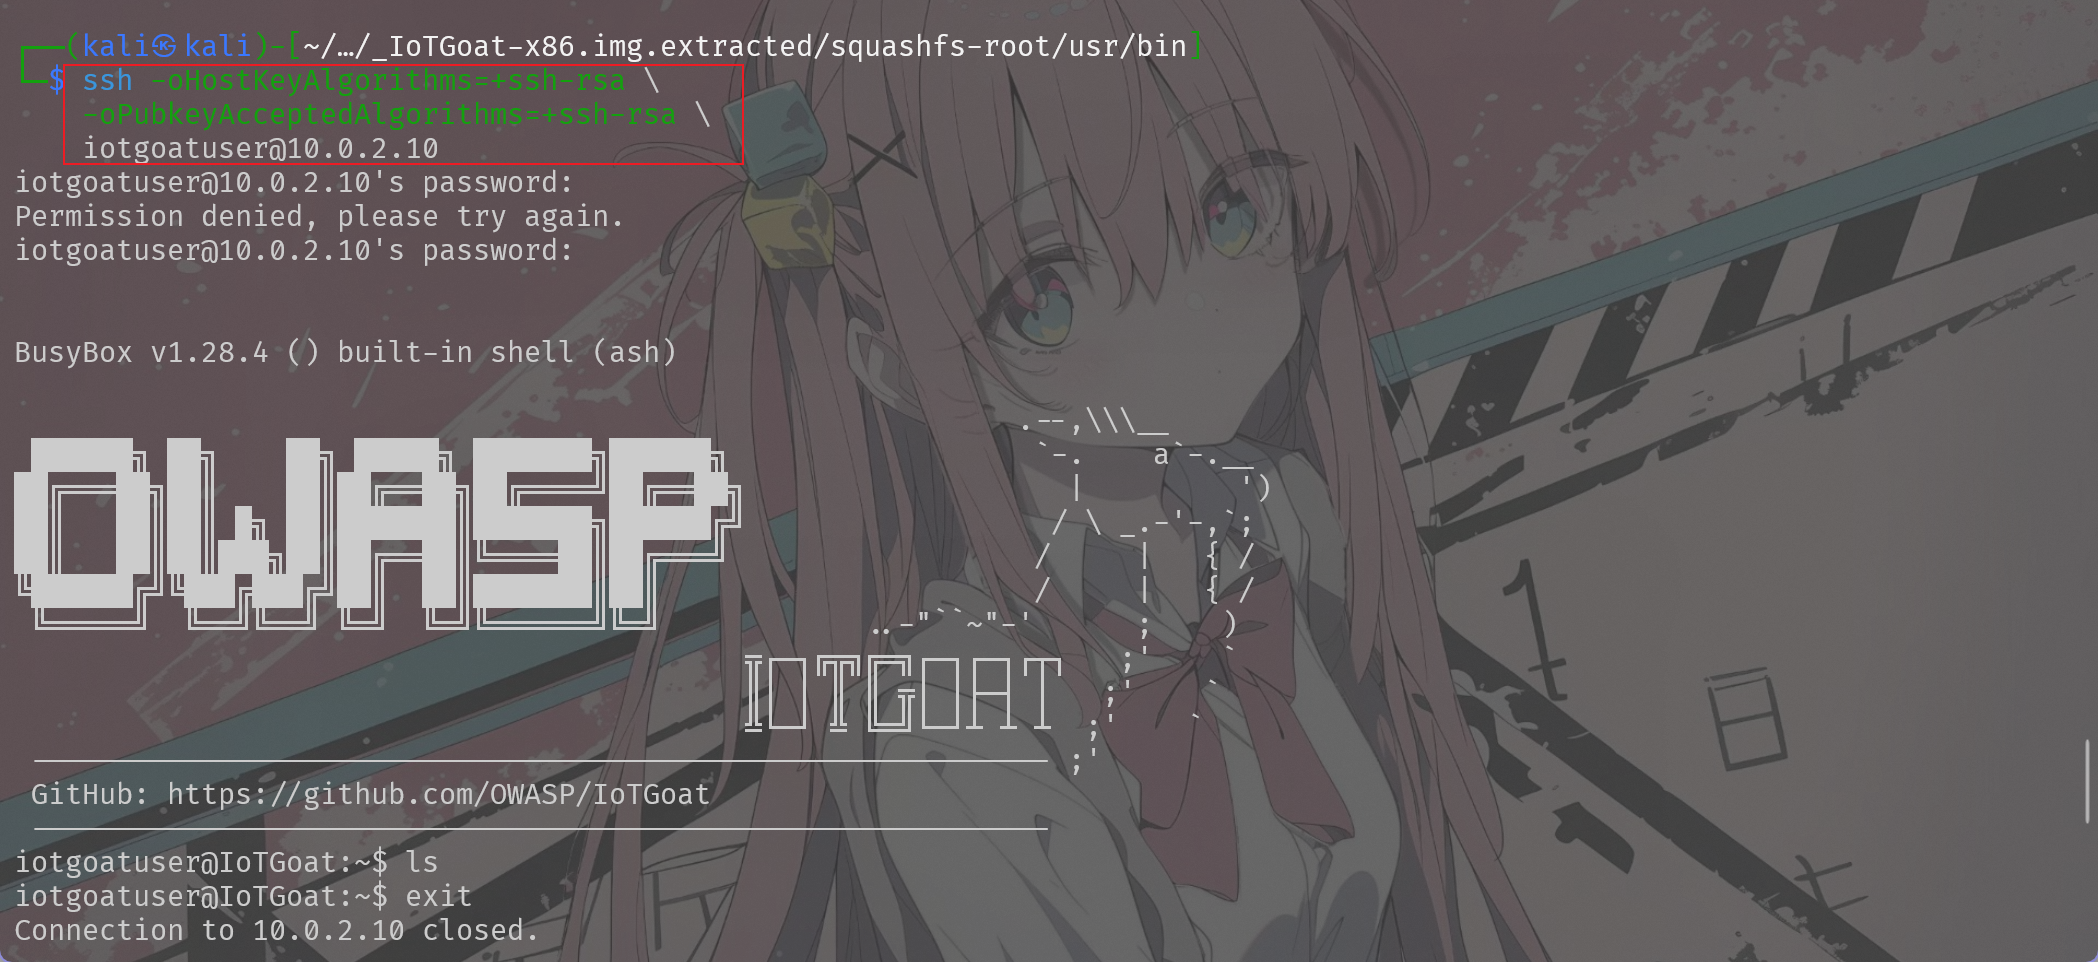 ┌──(kali㉿kali)-[~/…/_IoTGoat-x86.img.extracted/squashfs-root/usr/bin]
└─$ ssh -oHostKeyAlgorithms=+ssh-rsa \
-oPubkeyAcceptedAlgorithms=+ssh-rsa \
iotgoatuser@10.0.2.10
iotgoatuser@10.0.2.10's password:
Permission denied, please try again.
iotgoatuser@10.0.2.10's password:
BusyBox v1.28.4 () built-in shell (ash)
OWASP
IOTGOAT
GitHub: https://github.com/OWASP/IoTGoat
iotgoatuser@IoTGoat:~$ ls
iotgoatuser@IoTGoat:~$ exit
Connection to 10.0.2.10 closed.